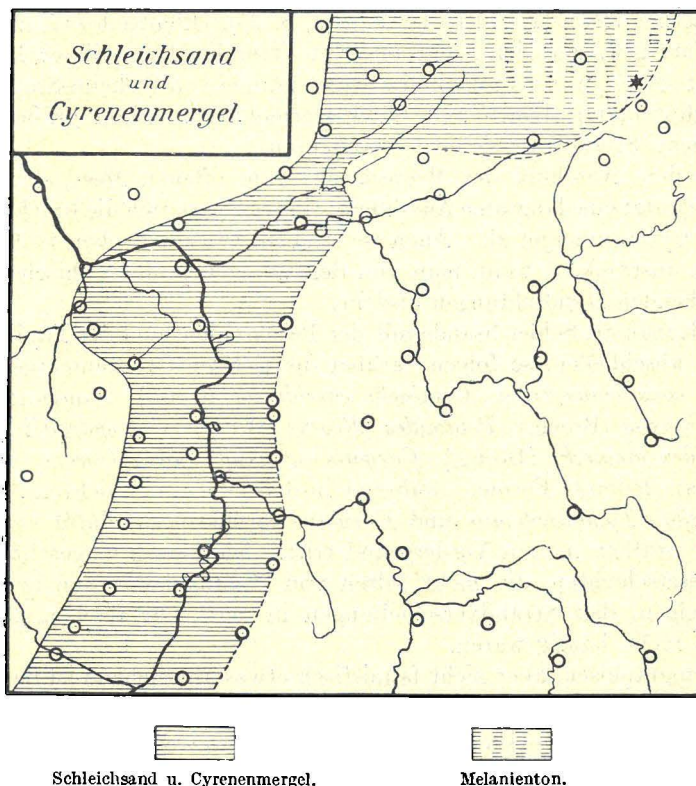 Schleichsand
und
Cyrenenmergel.
Schleichsand u. Cyrenenmergel.
Melanienton.